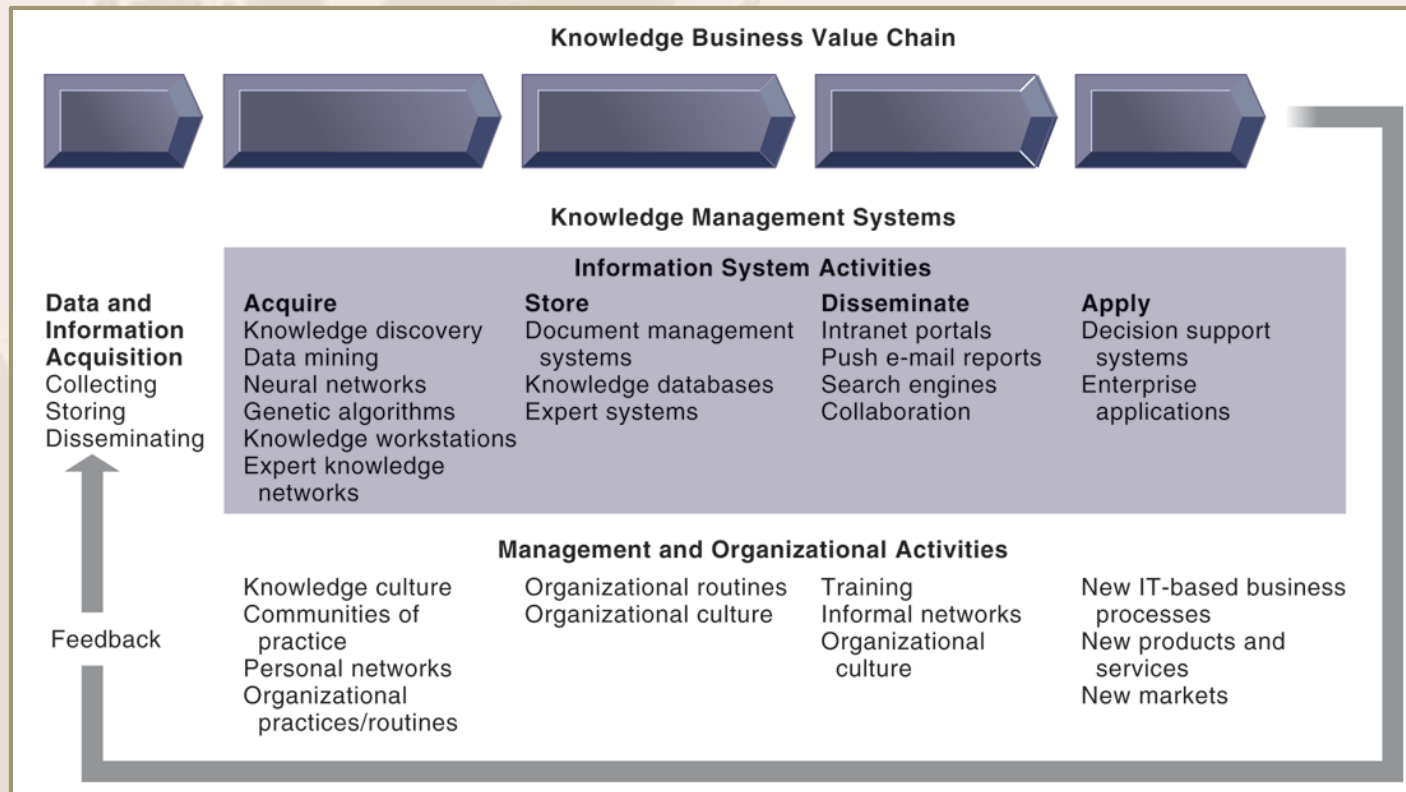 Knowledge Business Value Chain
Knowledge Management Systems
Information System Activities
Data and
Information
Acquisition
Collecting
Storing
Disseminating
Acquire
Knowledge discovery
Data mining
Neural networks
Genetic algorithms
Knowledge workstations
Expert knowledge
networks
Store
Document management
systems
Knowledge databases
Expert systems
Disseminate
Intranet portals
Push e-mail reports
Search engines
Collaboration
Apply
Decision support
systems
Enterprise
applications
Management and Organizational Activities
Knowledge culture
Communities of
practice
Personal networks
Organizational
practices/routines
Organizational routines
Organizational culture
Training
Informal networks
Organizational
culture
New IT-based business
processes
New products and
services
New markets
Feedback